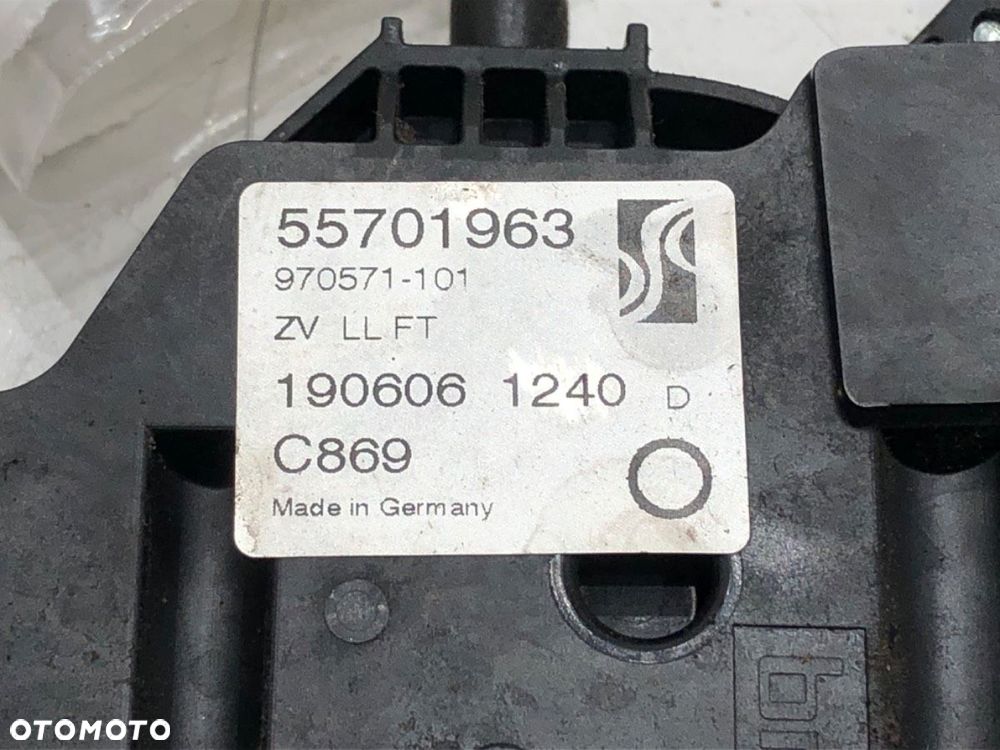 55701963
970571-101
ZV LL FT
190606 1240 D
C869
Made in Germany
OTOMOTO